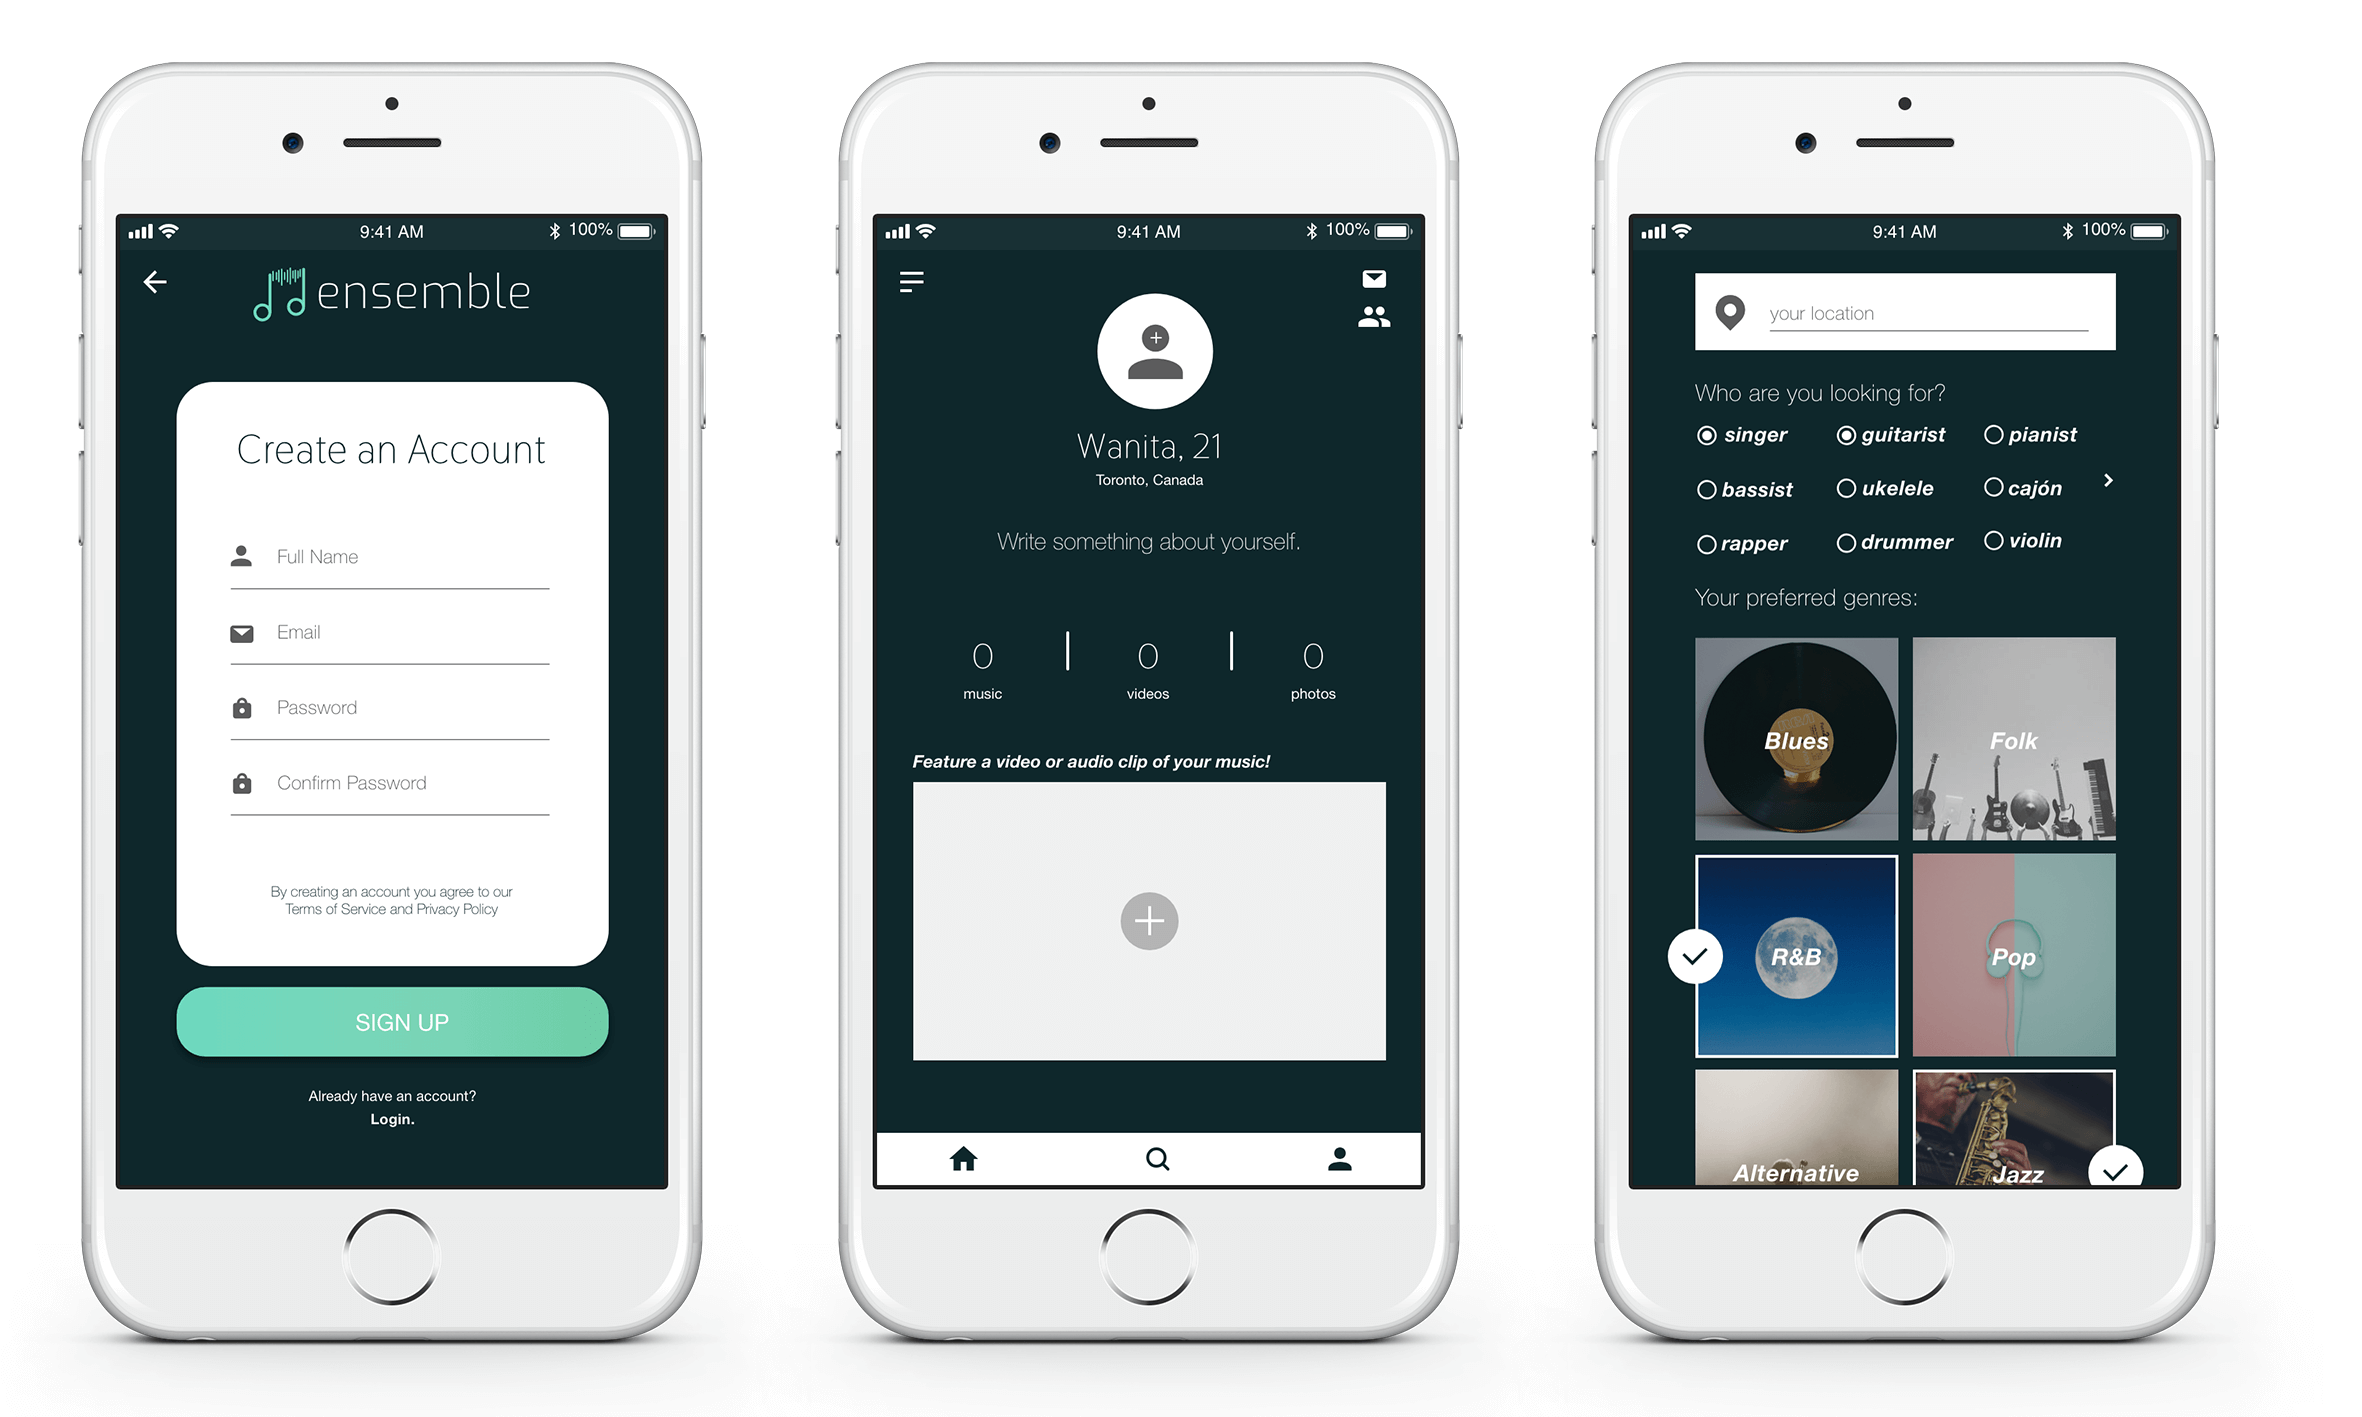 9:41 AM
100%
ensemble
Create an Account
Full Name
Email
Password
Confirm Password
By creating an account you agree to our
Terms of Service and Privacy Policy
SIGN UP
Already have an account?
Login.
9:41 AM
100%
Wanita, 21
Toronto, Canada
Write something about yourself.
0 0 0
music videos photos
Feature a video or audio clip of your music!
9:41 AM
100%
your location
Who are you looking for?
singer guitarist pianist
bassist ukelele cajón
rapper drummer violin
Your preferred genres:
Blues Folk
R&B Pop
Alternative Jazz